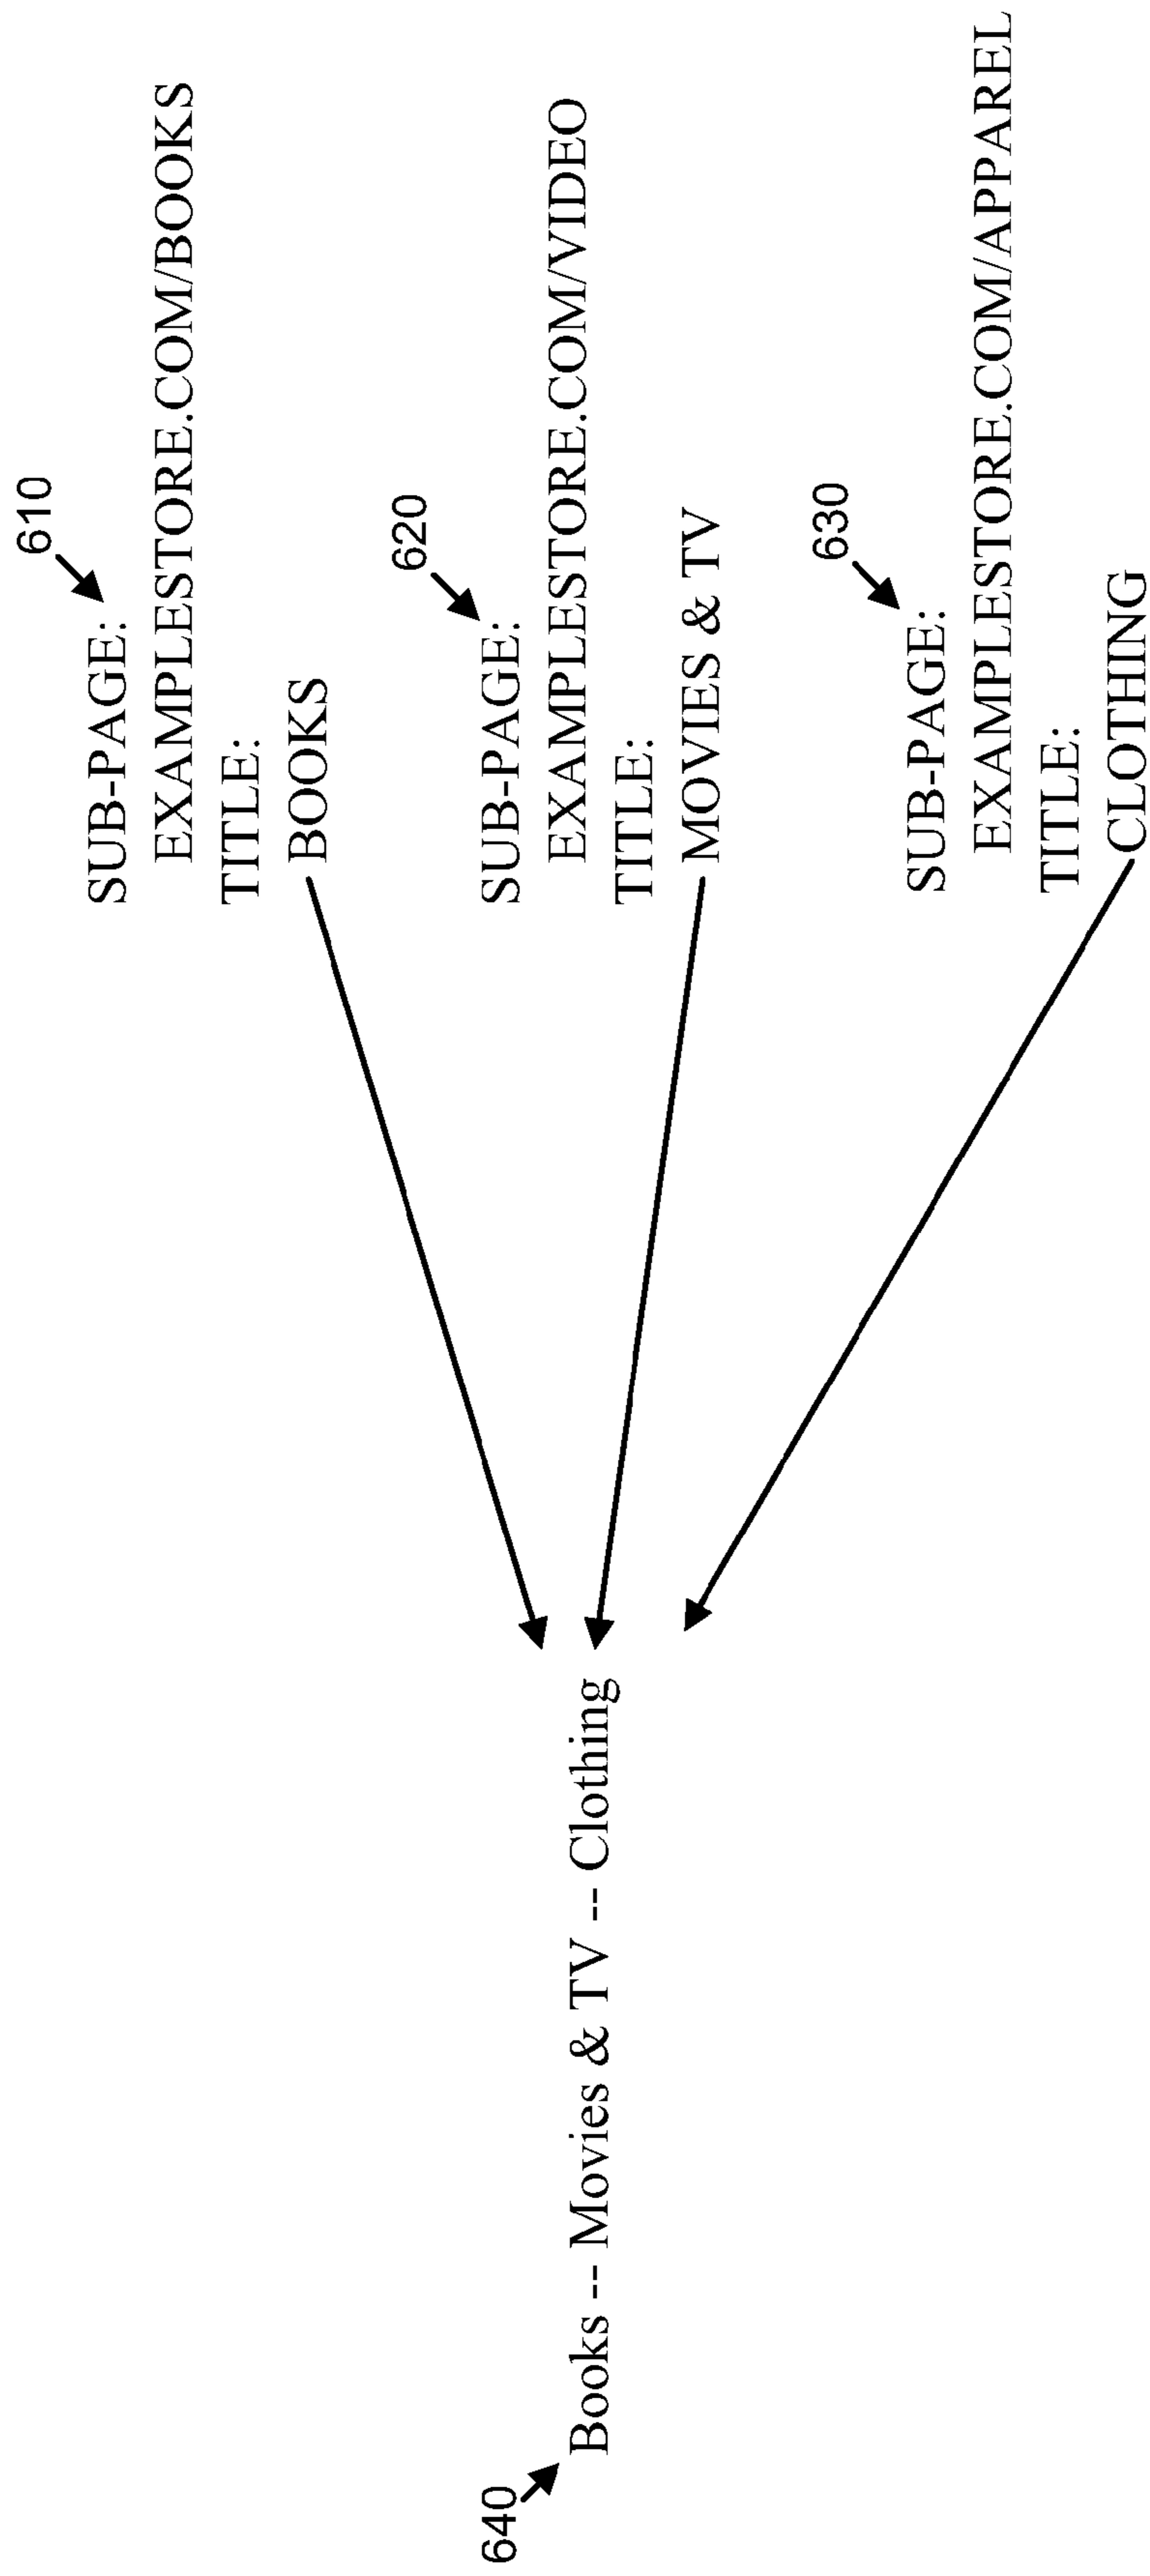 610
SUB-PAGE:
EXAMPLESTORE.COM/BOOKS
TITLE:
BOOKS
620
SUB-PAGE:
EXAMPLESTORE.COM/VIDEO
TITLE:
MOVIES & TV
630
SUB-PAGE:
EXAMPLESTORE.COM/APPAREL
TITLE:
CLOTHING
640
Books -- Movies & TV -- Clothing